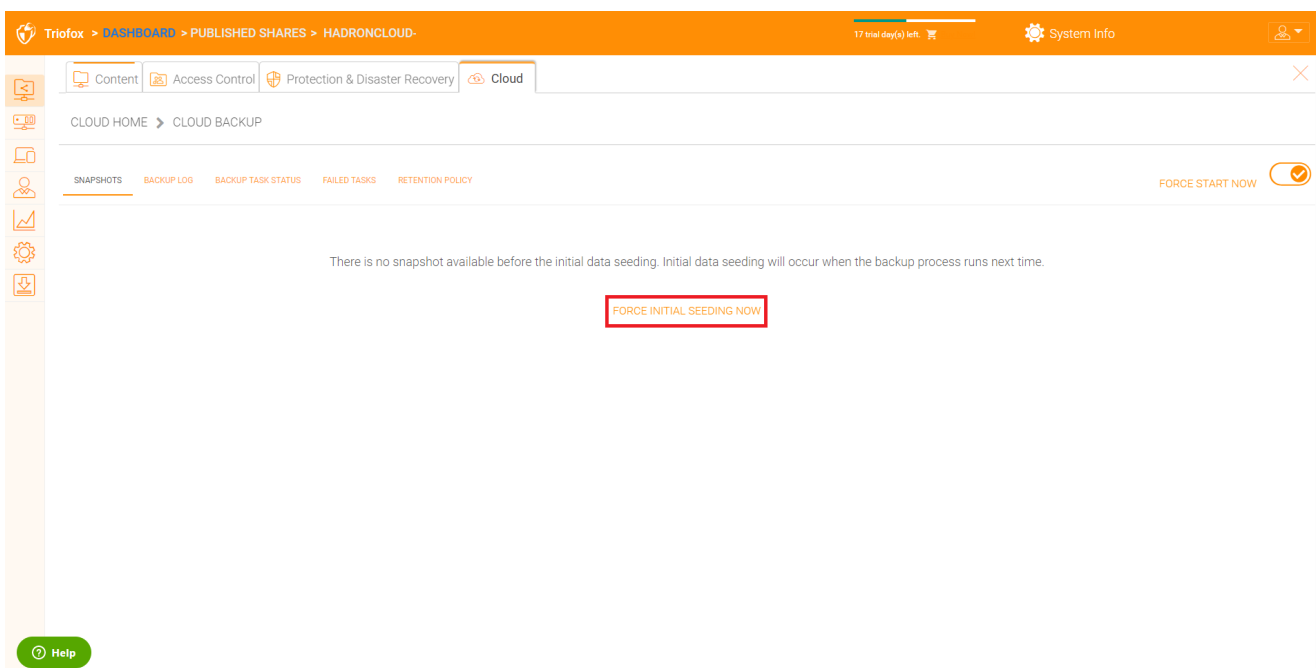 Triofox > DASHBOARD > PUBLISHED SHARES > HADRONCLOUD-
17 trial day(s) left.
System Info
Content
Access Control
Protection & Disaster Recovery
Cloud
CLOUD HOME > CLOUD BACKUP
SNAPSHOTS
BACKUP LOG
BACKUP TASK STATUS
FAILED TASKS
RETENTION POLICY
FORCE START NOW
There is no snapshot available before the initial data seeding. Initial data seeding will occur when the backup process runs next time.
FORCE INITIAL SEEDING NOW
Help